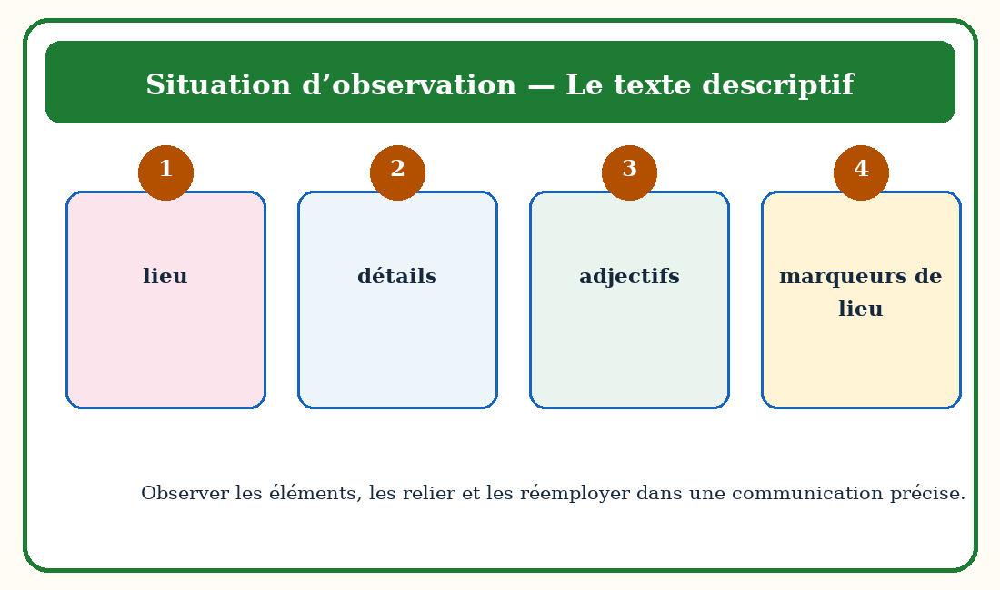 Situation d’observation — Le texte descriptif
1
2
3
4
lieu
détails
adjectifs
marqueurs de
lieu
Observer les éléments, les relier et les réemployer dans une communication précise.